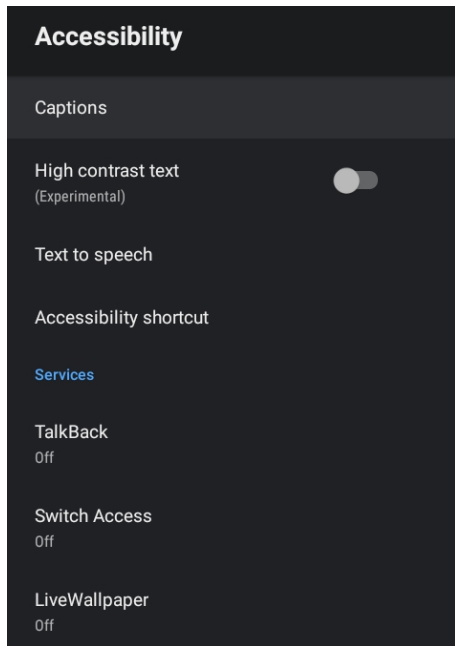 Accessibility
Captions
High contrast text
(Experimental)
Text to speech
Accessibility shortcut
Services
TalkBack
Off
Switch Access
Off
LiveWallpaper
Off